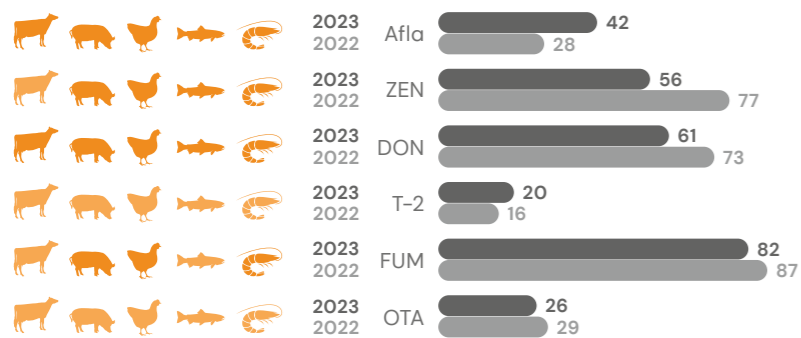 2023 Afla 42
2022 28
2023 ZEN 56
2022 77
2023 DON 61
2022 73
2023 T-2 20
2022 16
2023 FUM 82
2022 87
2023 OTA 26
2022 29